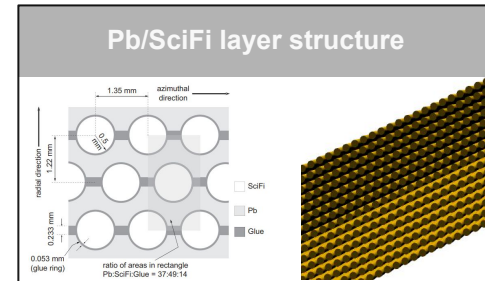 Pb/SciFi layer structure
1.35 mm
azimuthal
direction
radial direction
1.22 mm
0.5
mm
0.233 mm
0.053 mm
(glue ring)
SciFi
Pb
Glue
ratio of areas in rectangle
Pb:SciFi:Glue = 37:49:14